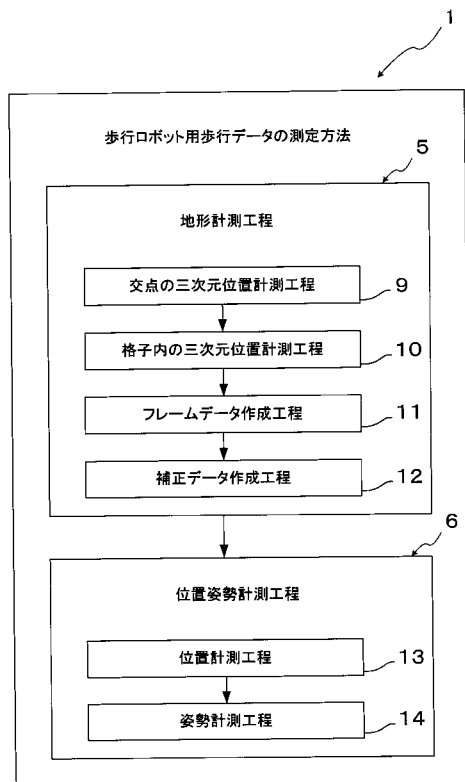 1
歩行ロボット用歩行データの測定方法
5
地形計測工程
交点の三次元位置計測工程
9
格子内の三次元位置計測工程
10
フレームデータ作成工程
11
補正データ作成工程
12
6
位置姿勢計測工程
位置計測工程
13
姿勢計測工程
14